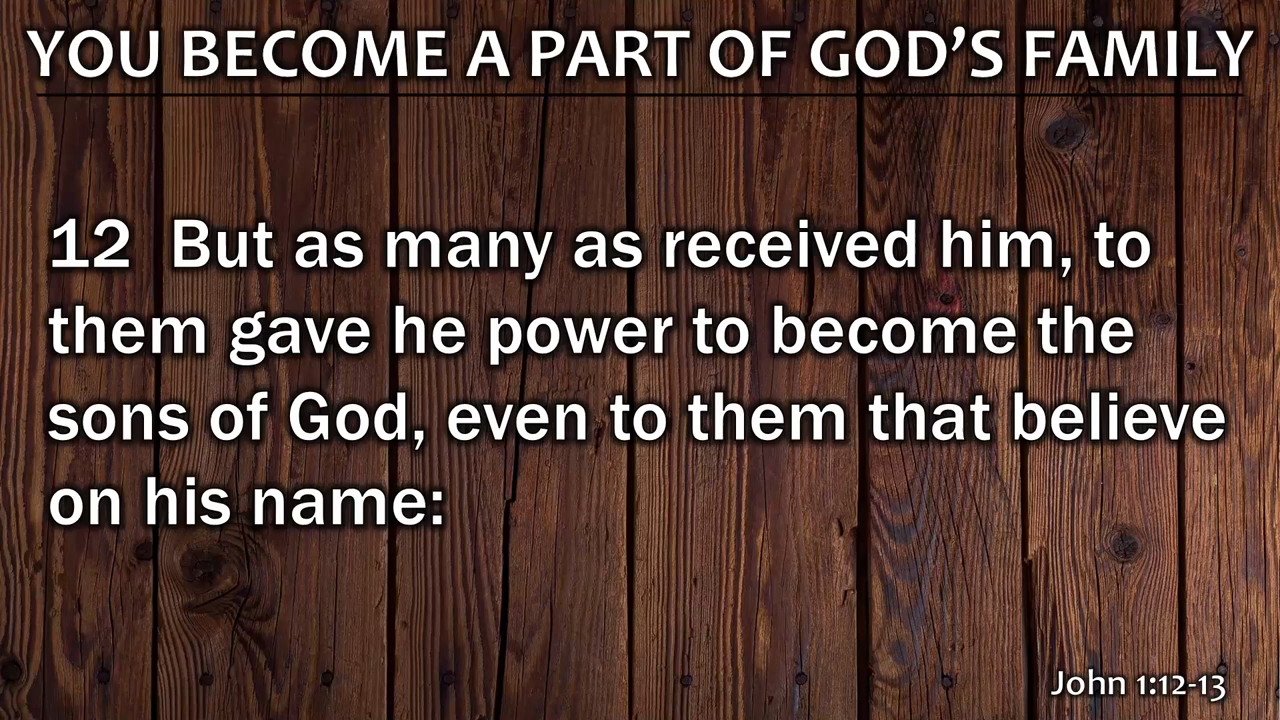 YOU BECOME A PART OF GOD’S FAMILY
12 But as many as received him, to
them gave he power to become the
sons of God, even to them that believe
on his name:
John 1:12-13